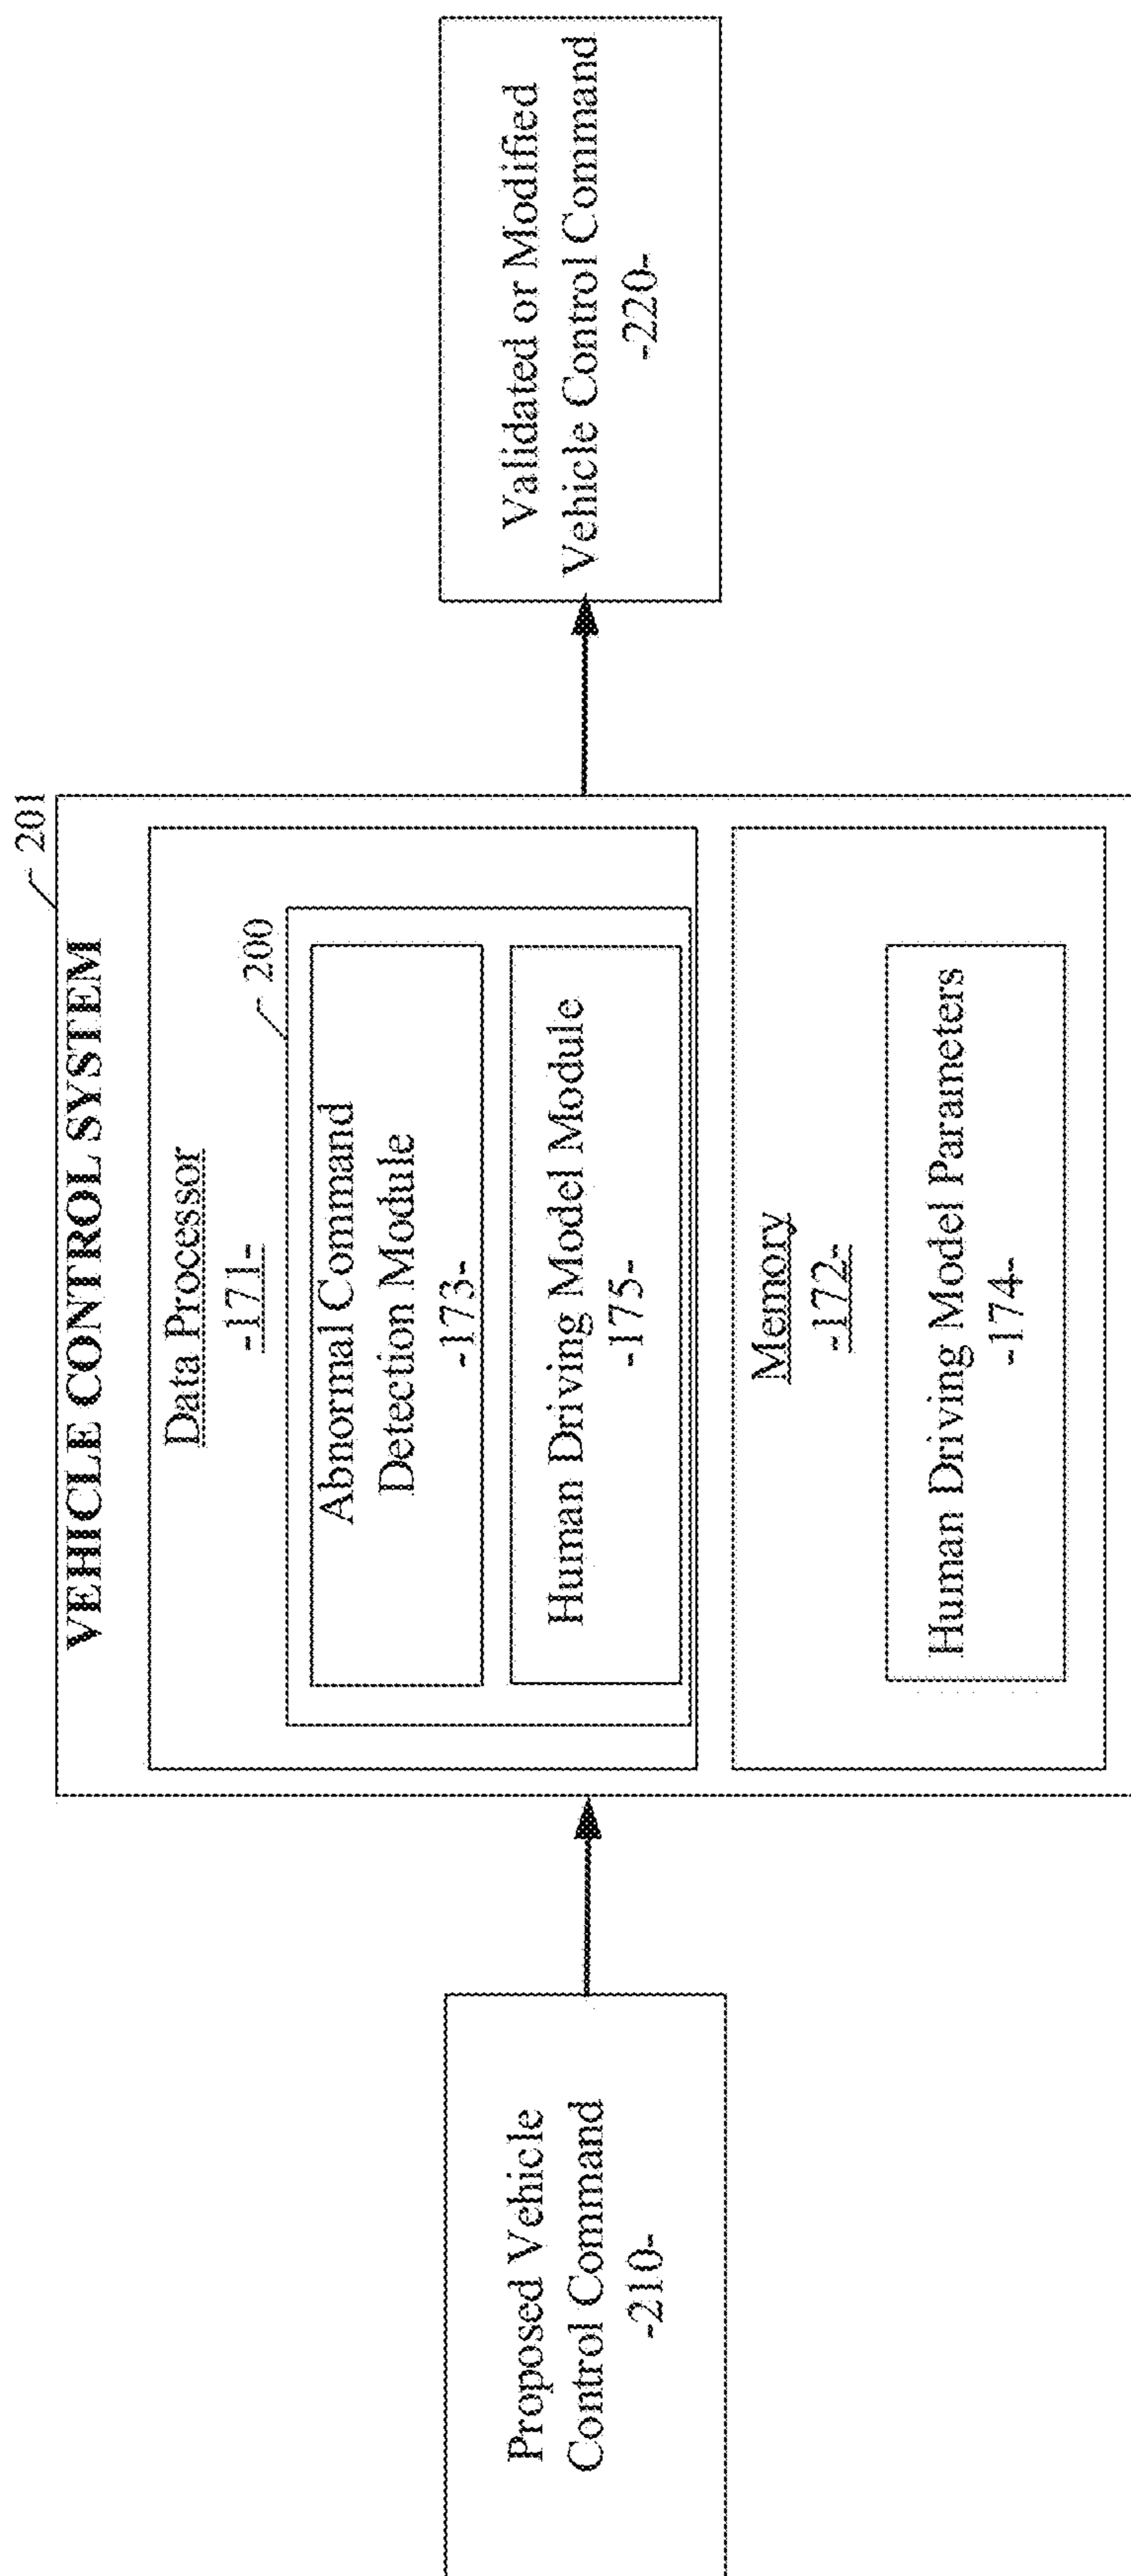 Proposed Vehicle
Control Command
-210-
201
VEHICLE CONTROL SYSTEM
Data Processor
-171-
200
Abnormal Command
Detection Module
-173-
Human Driving Model Module
-175-
Memory
-172-
Human Driving Model Parameters
-174-
Validated or Modified
Vehicle Control Command
-220-